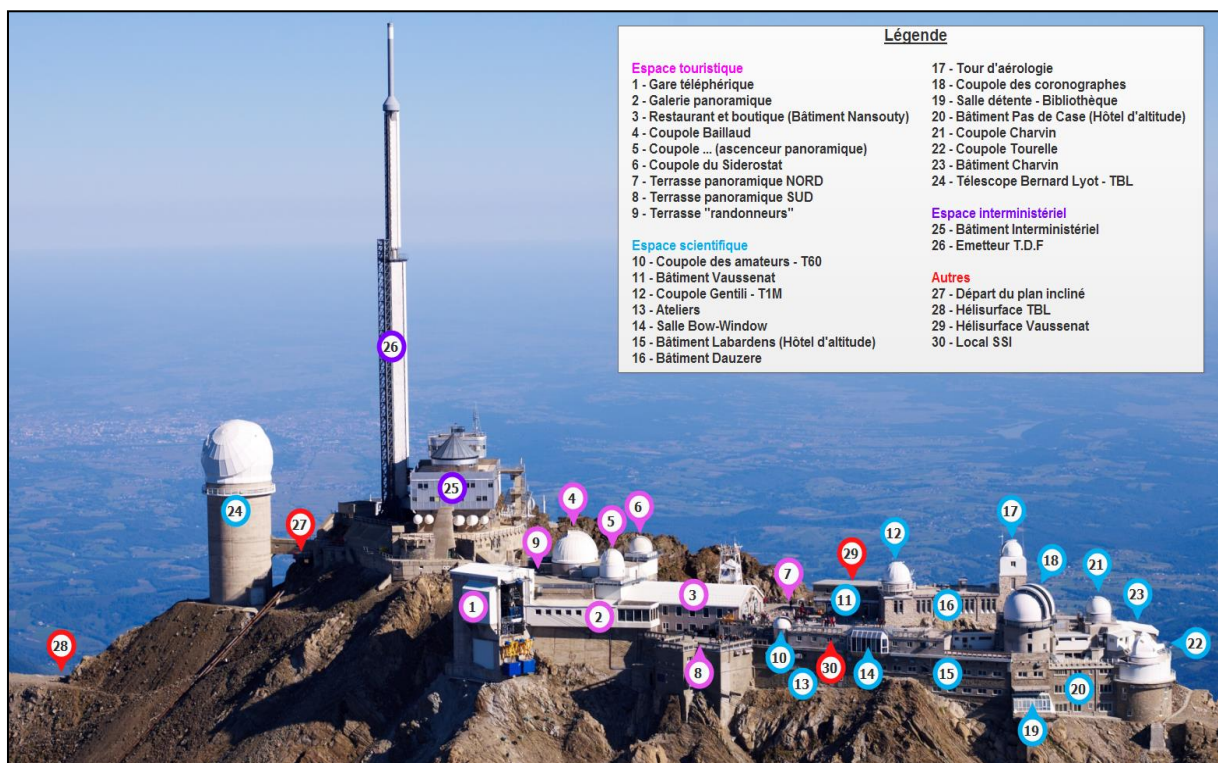 Légende
Espace touristique
1 - Gare téléphérique
2 - Galerie panoramique
3 - Restaurant et boutique (Bâtiment Nansouty)
4 - Coupole Baillaud
5 - Coupole ... (ascenceur panoramique)
6 - Coupole du Siderostat
7 - Terrasse panoramique NORD
8 - Terrasse panoramique SUD
9 - Terrasse "randonneurs"
Espace scientifique
10 - Coupole des amateurs - T60
11 - Bâtiment Vaussenat
12 - Coupole Gentili - T1M
13 - Ateliers
14 - Salle Bow-Window
15 - Bâtiment Labardens (Hôtel d'altitude)
16 - Bâtiment Dauzere
17 - Tour d'aérologie
18 - Coupole des coronographes
19 - Salle détente - Bibliothèque
20 - Bâtiment Pas de Case (Hôtel d'altitude)
21 - Coupole Charvin
22 - Coupole Tourelle
23 - Bâtiment Charvin
24 - Télescope Bernard Lyot - TBL
Espace interministériel
25 - Bâtiment Interministériel
26 - Emetteur T.D.F
Autres
27 - Départ du plan incliné
28 - Hélisurface TBL
29 - Hélisurface Vaussenat
30 - Local SSI
26
25
24
27
4
5
6
9
17
12
29
7
18
21
1
2
3
11
16
23
28
8
10
13
30
14
15
20
22
19